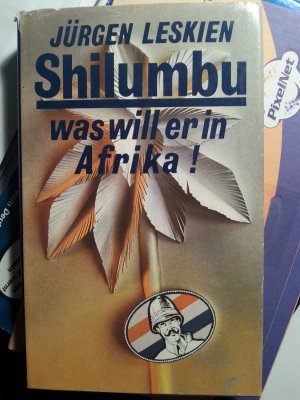 JÜRGEN LESKIEN
Shilumbu
was will er in
Afrika!
PixelNet